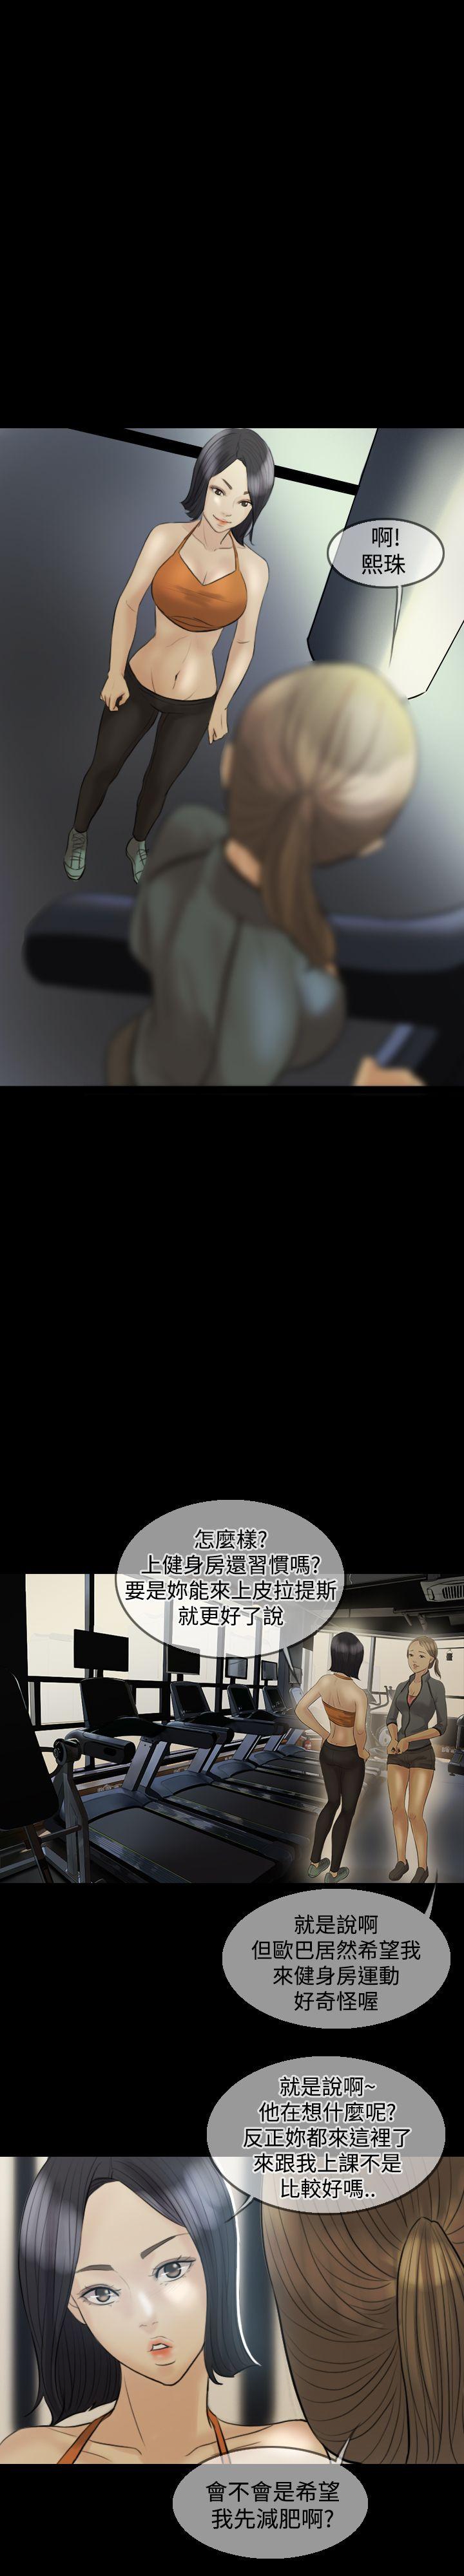 啊!
熙珠
怎麼樣?
上健身房還習慣嗎?
要是妳能來上皮拉提斯
就更好了說
就是說啊
但歐巴居然希望我
來健身房運動
好奇怪喔
就是說啊~
他在想什麼呢?
反正妳都來這裡了
來跟我上課不是
比較好嗎..
會不會是希望
我先減肥啊?